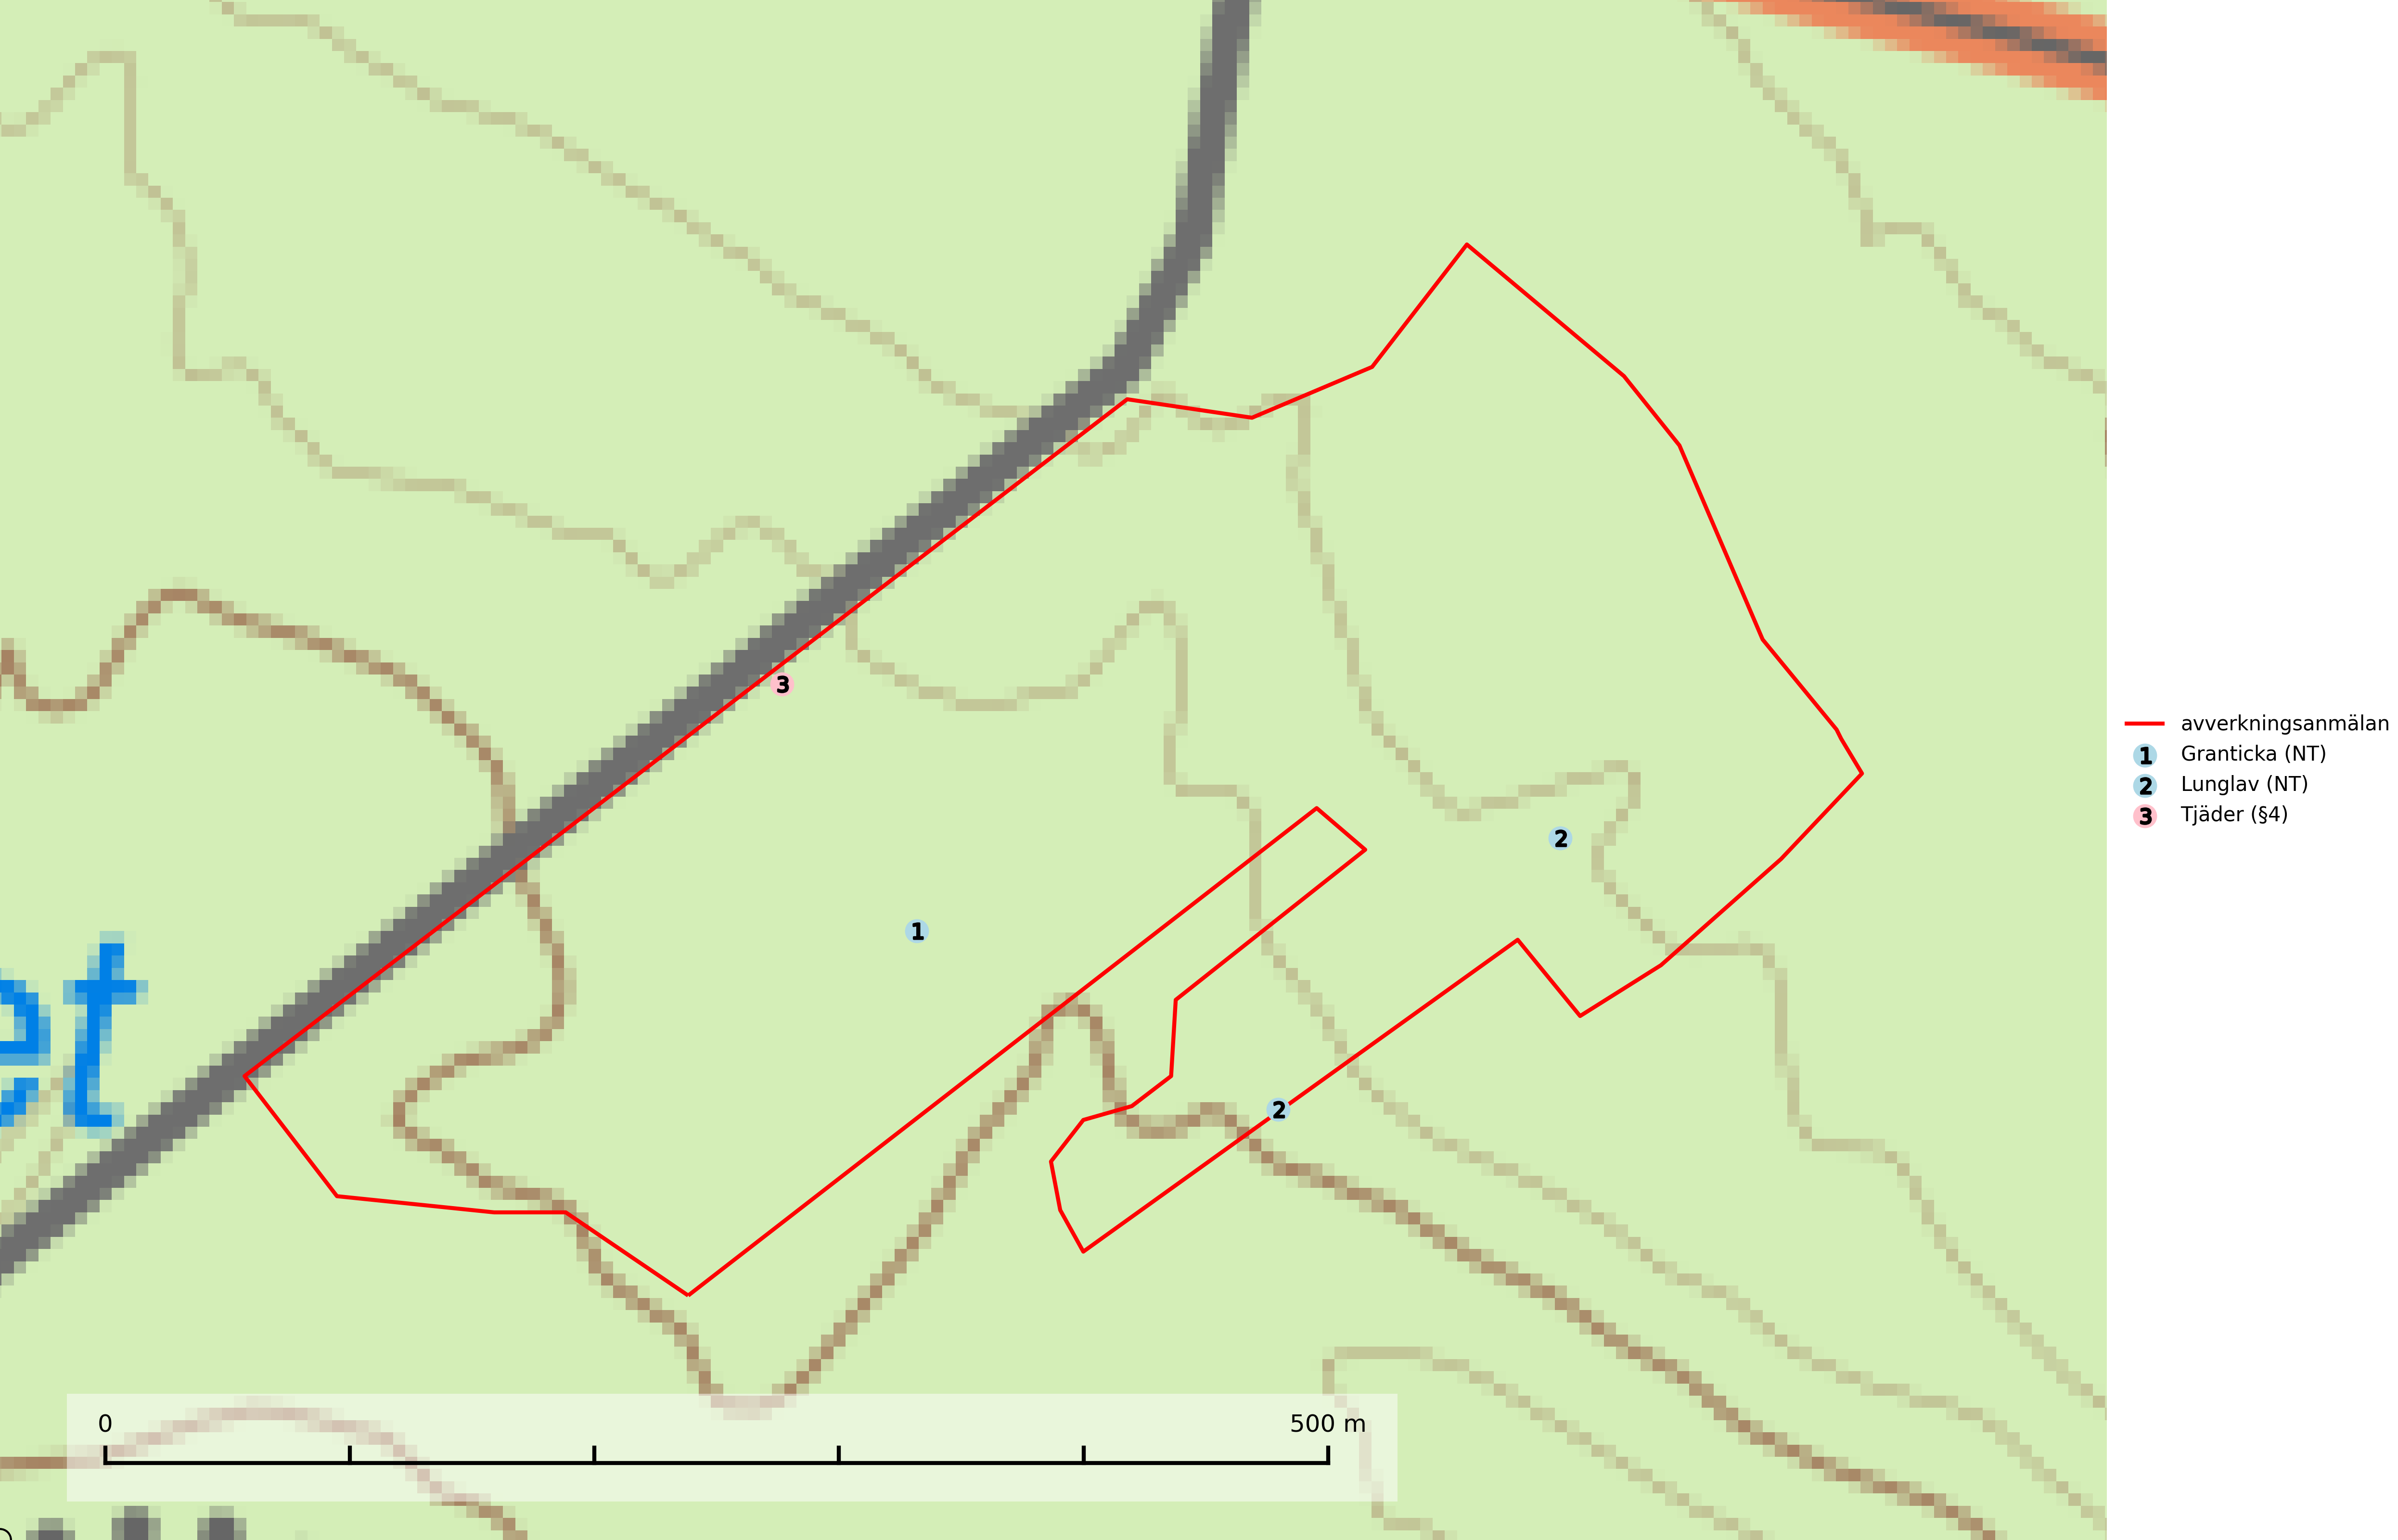 3
2
1
t
2
avverkningsanmälan
1 Granticka (NT)
2 Lunglav (NT)
3 Tjäder (§4)
0 500 m